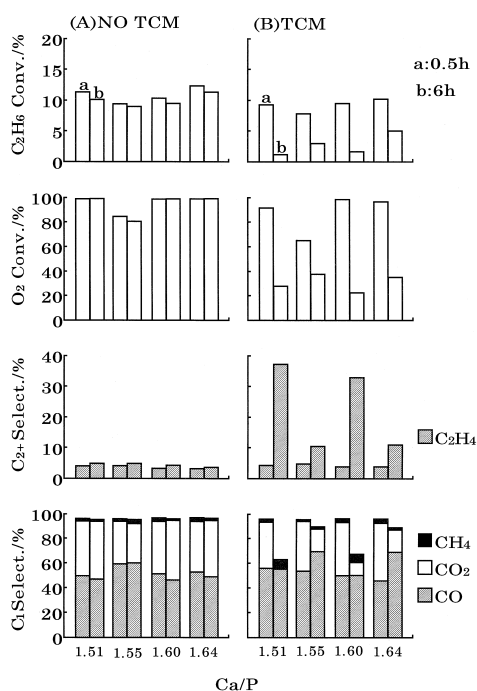 (A)NO TCM (B)TCM
C₂H₆ Conv./%
20
15
10
5
0
a b
a
b
a:0.5h
b:6h
O₂ Conv./%
100
80
60
40
20
0
C₂₊Select./%
40
30
20
10
0
C₂H₄
C₁Select./%
100
80
60
40
20
0
CH₄
CO₂
CO
1.51 1.55 1.60 1.64 1.51 1.55 1.60 1.64
Ca/P